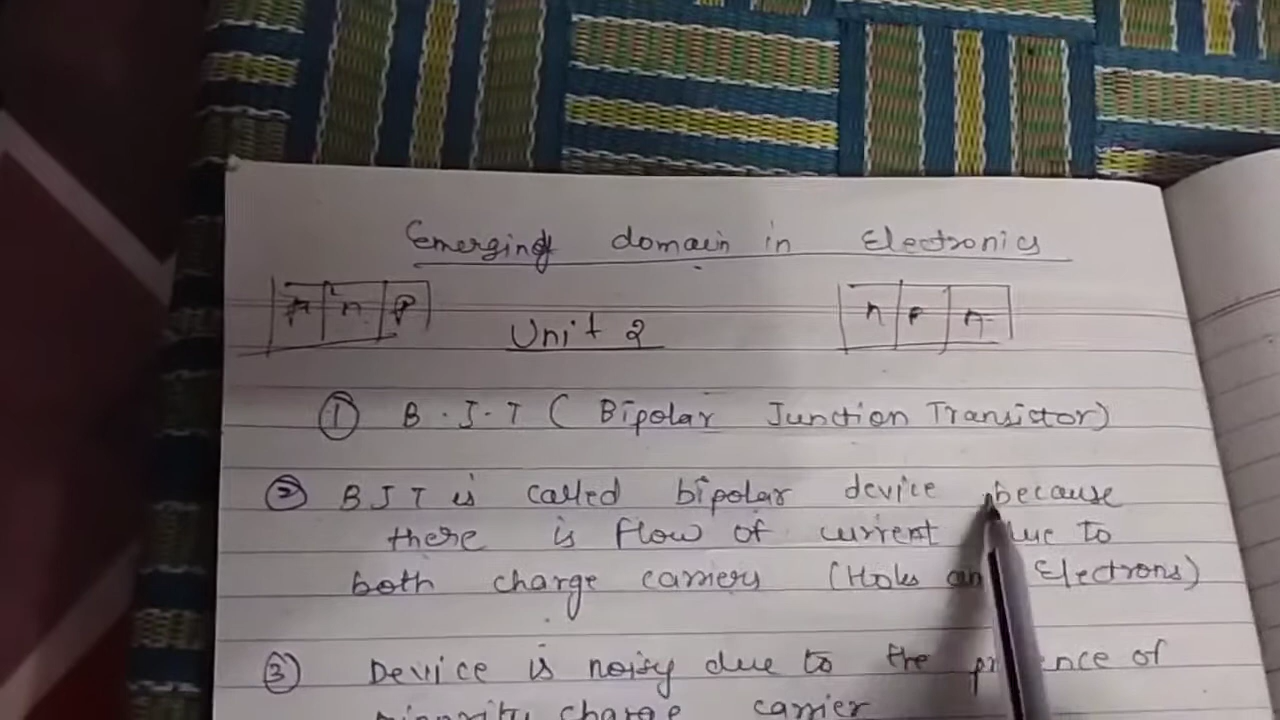 Emerging domain in Electronics
n P
n P n
Unit 2
① B.J.T ( Bipolar Junction Transistor)
② BJT is called bipolar device because
there is flow of current due to
both charge carriers (Holes and Electrons)
③ Device is noisy due to the presence of
minority charge carrier